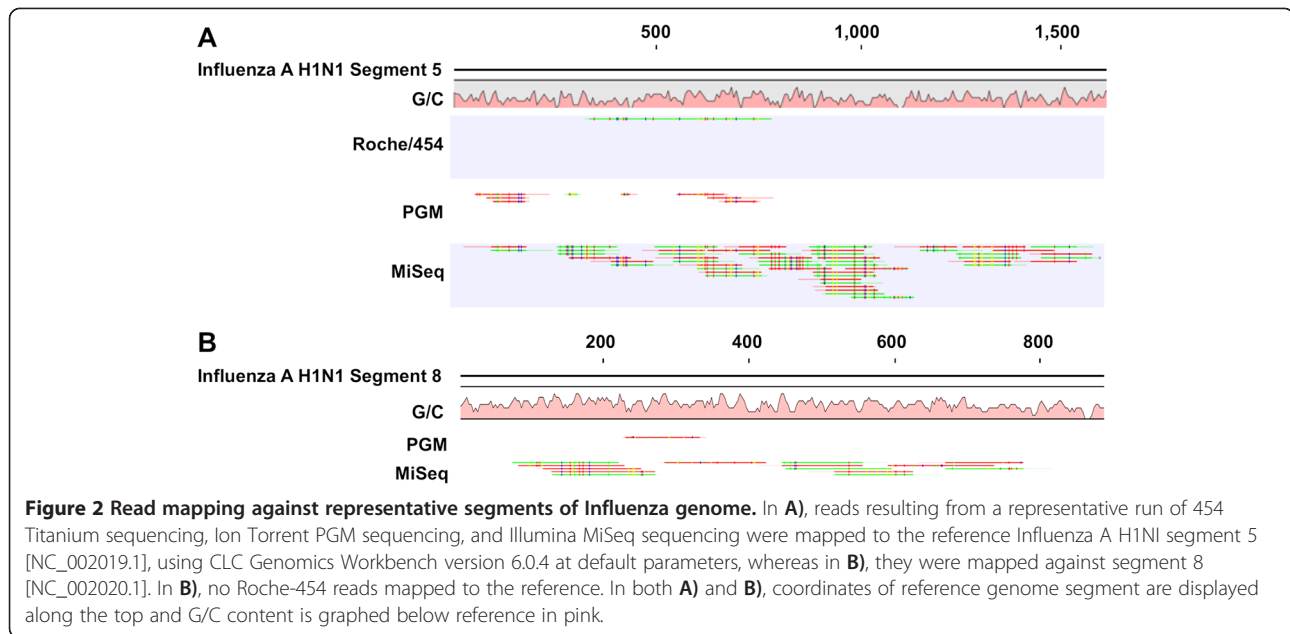 A
500 1,000 1,500
Influenza A H1N1 Segment 5
G/C
Roche/454
PGM
MiSeq
B
200 400 600 800
Influenza A H1N1 Segment 8
G/C
PGM
MiSeq
Figure 2 Read mapping against representative segments of Influenza genome. In A), reads resulting from a representative run of 454
Titanium sequencing, Ion Torrent PGM sequencing, and Illumina MiSeq sequencing were mapped to the reference Influenza A H1NI segment 5
[NC_002019.1], using CLC Genomics Workbench version 6.0.4 at default parameters, whereas in B), they were mapped against segment 8
[NC_002020.1]. In B), no Roche-454 reads mapped to the reference. In both A) and B), coordinates of reference genome segment are displayed
along the top and G/C content is graphed below reference in pink.